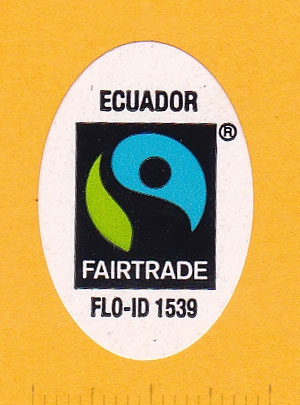 ECUADOR
®
FAIRTRADE
FLO-ID 1539